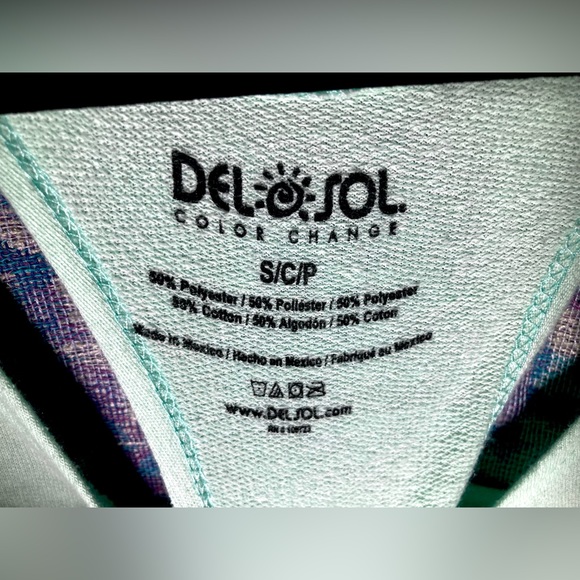 DEL SOL.
COLOR CHANGE
S/C/P
50% Polyester / 50% Poliéster / 50% Polyester
50% Cotton / 50% Algodón / 50% Coton
Made in Mexico / Hecho en Mexico / Fabriqué au Mexico
www.DELSOL.com